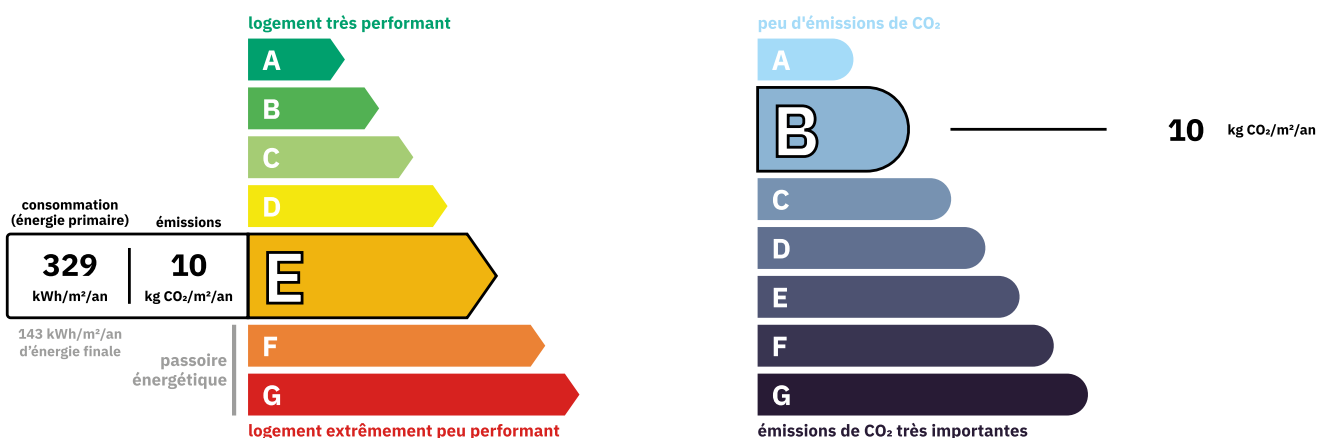 logement très performant
A
B
C
D
consommation
(énergie primaire)
émissions
329
kWh/m²/an
10
kg CO₂/m²/an
E
143 kWh/m²/an
d'énergie finale
passoire
énergétique
F
G
logement extrêmement peu performant
peu d'émissions de CO₂
A
B
10 kg CO₂/m²/an
C
D
E
F
G
émissions de CO₂ très importantes